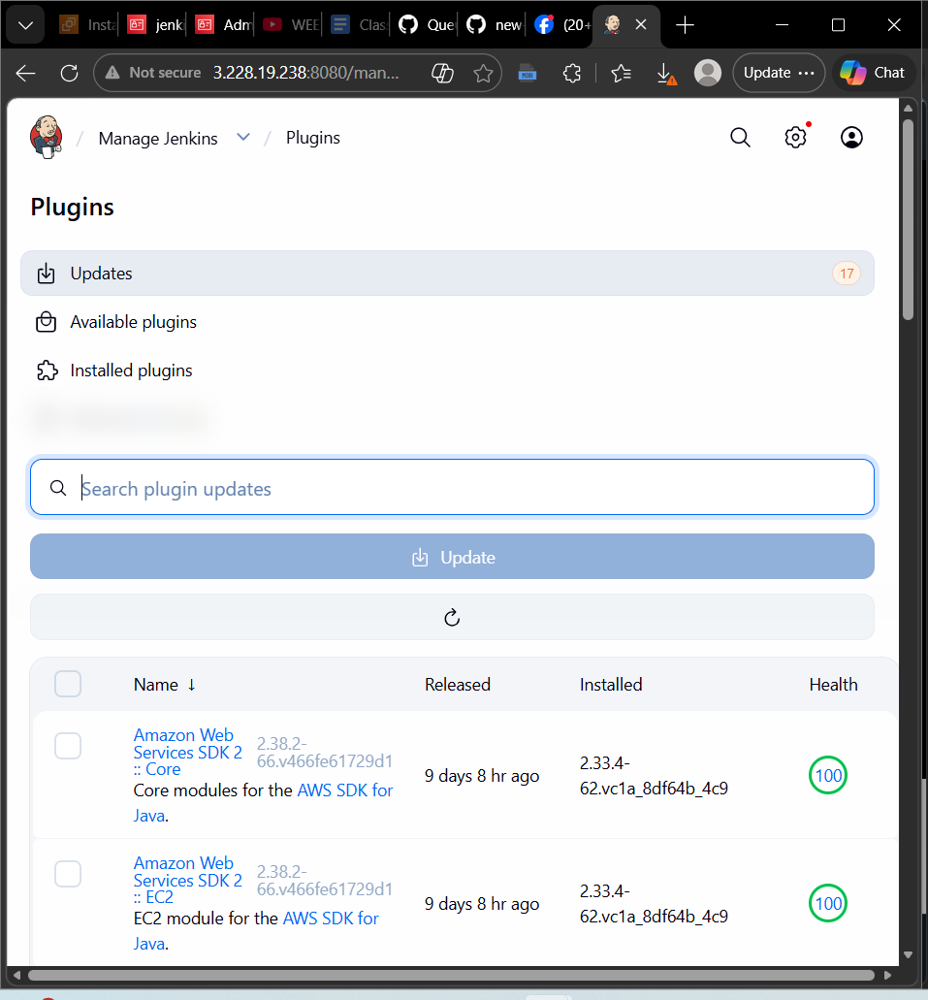 Insta
jenki
Adm
WEE
Clas
Que
new-
(20+
Not secure
3.228.19.238:8080/man...
Update
Chat
/ Manage Jenkins / Plugins
Plugins
Updates
17
Available plugins
Installed plugins
Search plugin updates
Update
Name ↓
Released
Installed
Health
Amazon Web
Services SDK 2
:: Core
2.38.2-
66.v466fe61729d1
Core modules for the AWS SDK for
Java.
9 days 8 hr ago
2.33.4-
62.vc1a_8df64b_4c9
100
Amazon Web
Services SDK 2
:: EC2
2.38.2-
66.v466fe61729d1
EC2 module for the AWS SDK for
Java.
9 days 8 hr ago
2.33.4-
62.vc1a_8df64b_4c9
100